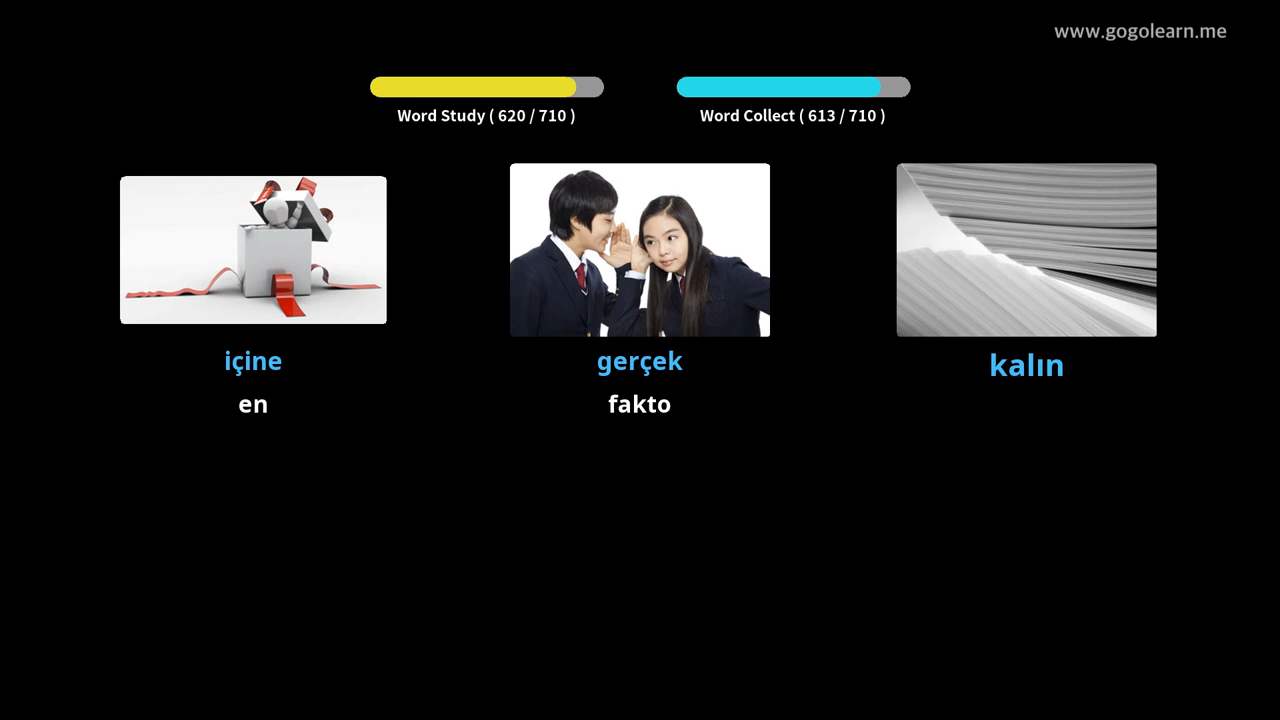 www.gogolearn.me
Word Study ( 620 / 710 )
Word Collect ( 613 / 710 )
içine
gerçek
kalın
en
fakto